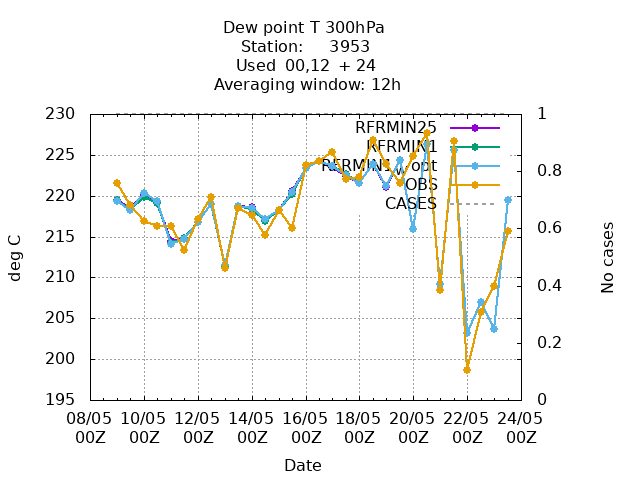 Dew point T 300hPa
Station: 3953
Used 00,12 + 24
Averaging window: 12h
230 1
RFRMIN25
RFRMIN1
225
RFRMIN1_opt
0.8
OBS
220
CASES
215 0.6
deg C
No cases
210
0.4
205
0.2
200
195 0
08/05 10/05 12/05 14/05 16/05 18/05 20/05 22/05 24/05
00Z 00Z 00Z 00Z 00Z 00Z 00Z 00Z 00Z
Date